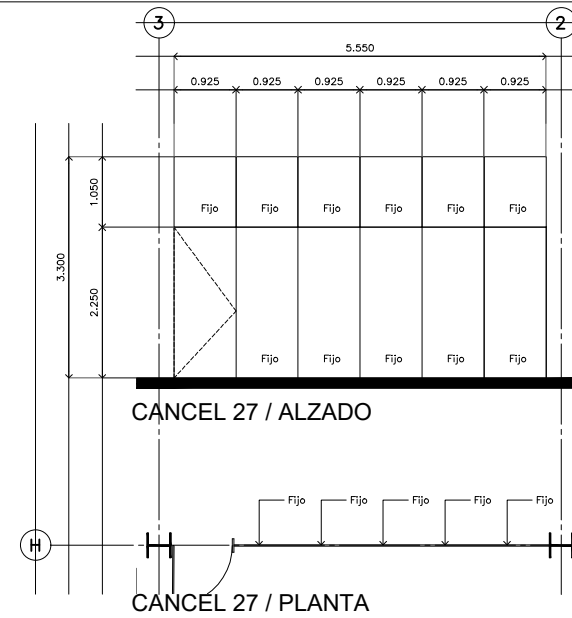 3
2
5.550
0.925 0.925 0.925 0.925 0.925 0.925
1.050
3.300
2.250
Fijo Fijo Fijo Fijo Fijo Fijo
Fijo Fijo Fijo Fijo Fijo
CANCEL 27 / ALZADO
Fijo Fijo Fijo Fijo Fijo
H
CANCEL 27 / PLANTA